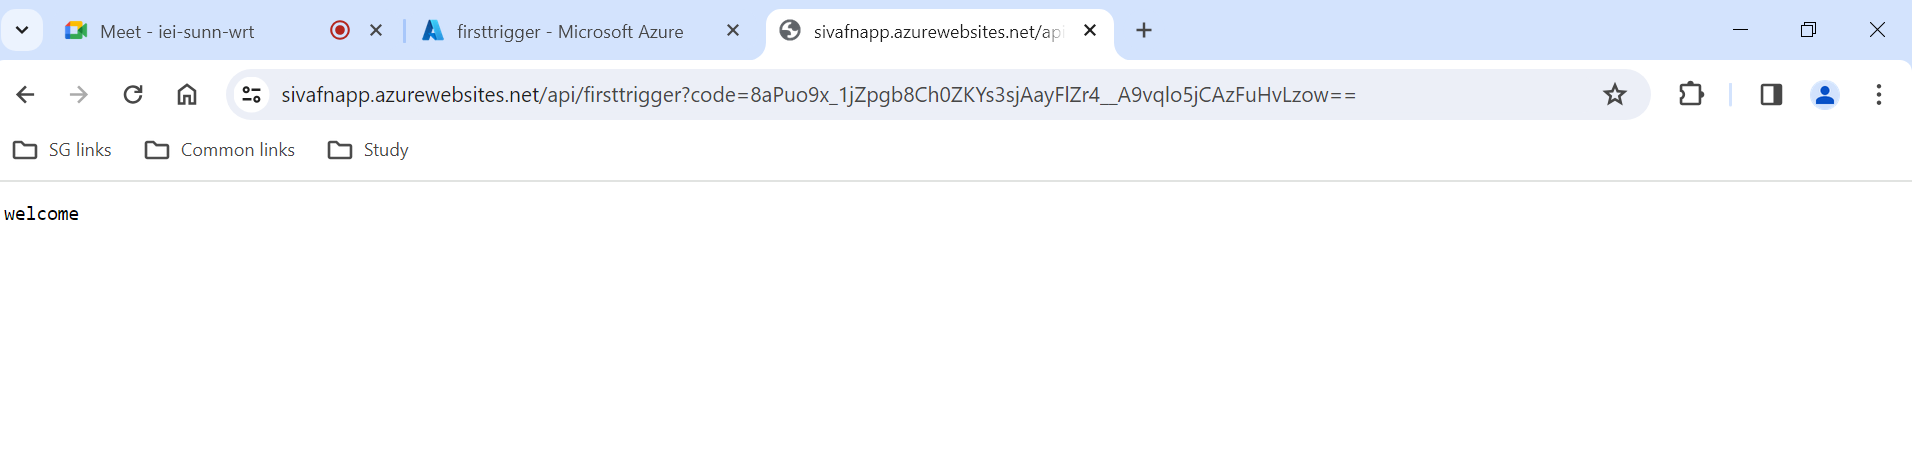 Meet - iei-sunn-wrt
firsttrigger - Microsoft Azure
sivafnapp.azurewebsites.net/api
sivafnapp.azurewebsites.net/api/firsttrigger?code=8aPuo9x_1jZpgb8Ch0ZKYs3sjAayFlZr4__A9vqlo5jCAzFuHvLzow==
SG links
Common links
Study
welcome